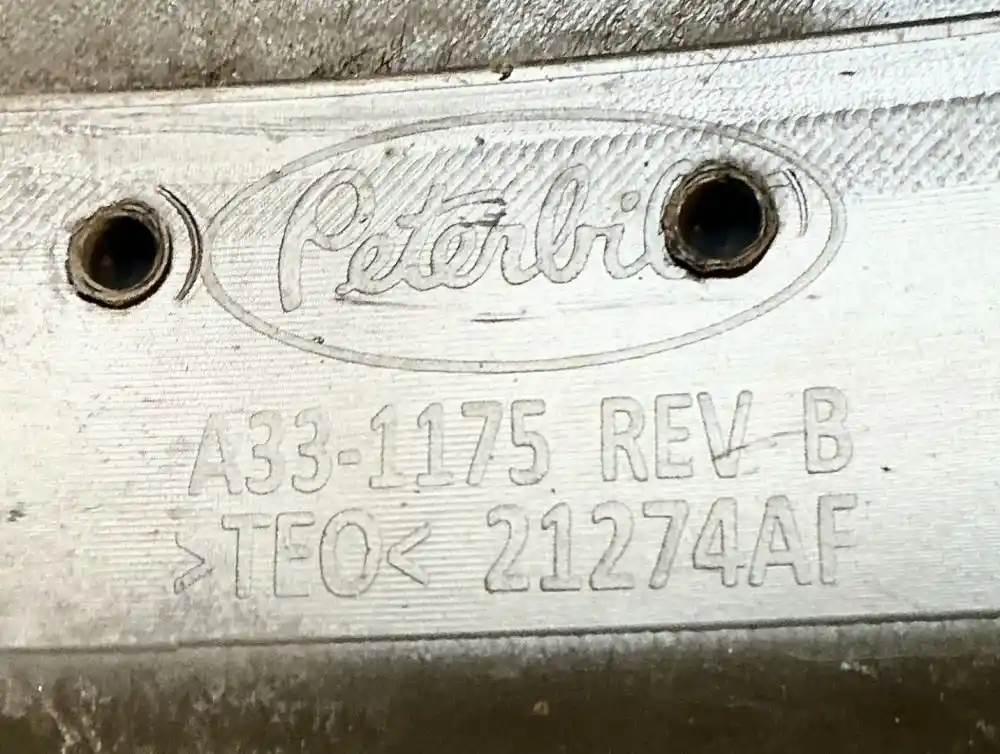 Peterbilt
A33-1175 REV B
>TEO< 21274AF